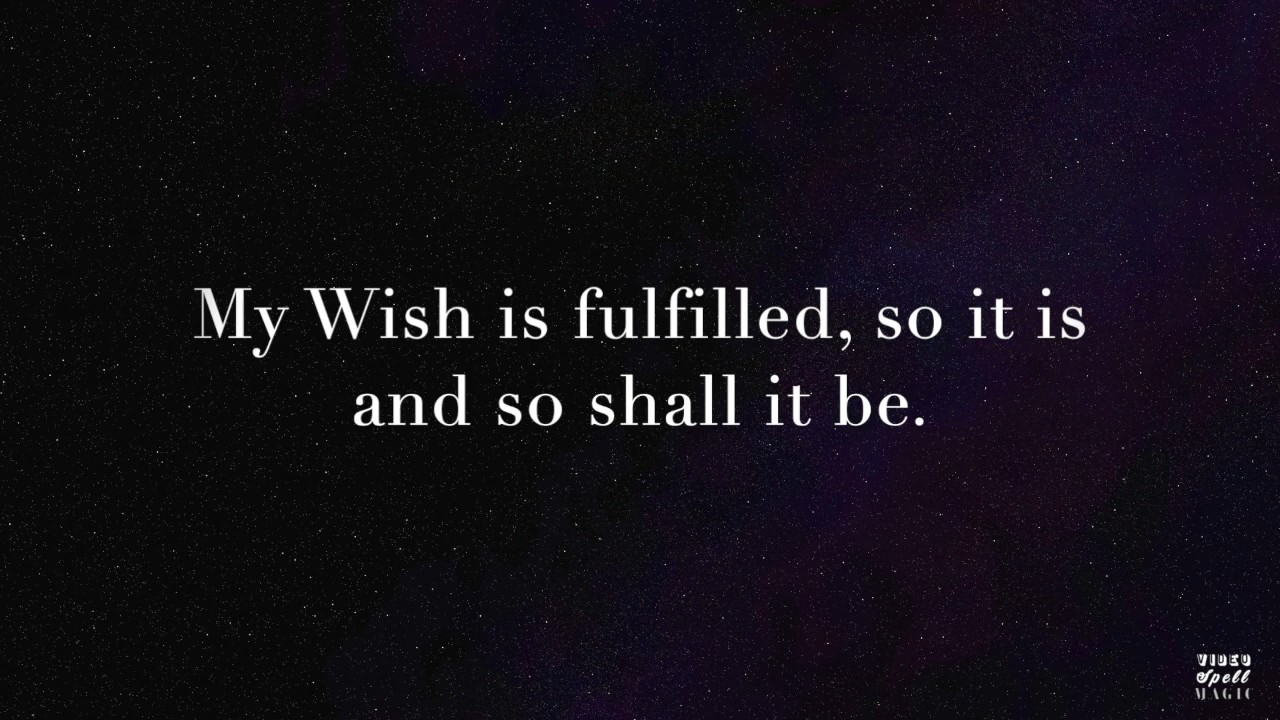 My Wish is fulfilled, so it is
and so shall it be.
VIDEO
Spell
MAGIC